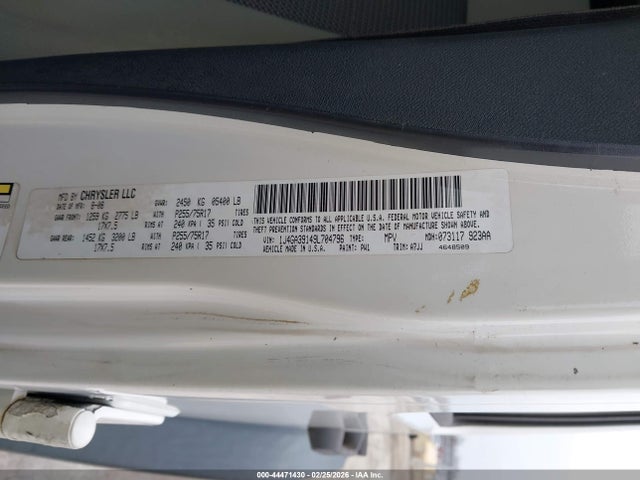 MFD BY CHRYSLER LLC
DATE OF MFR: 8-08 GVWR: 2450 KG 05400 LB
GAWR FRONT: 1259 KG 2775 LB WITH P255/75R17 TIRES
17X7.5 RIMS AT 240 KPA ( 35 PSI) COLD
GAWR REAR: 1452 KG 3200 LB WITH P255/75R17 TIRES
17X7.5 RIMS AT 240 KPA ( 35 PSI) COLD
THIS VEHICLE CONFORMS TO ALL APPLICABLE U.S.A. FEDERAL MOTOR VEHICLE SAFETY, BUMPER, AND
THEFT PREVENTION STANDARDS IN EFFECT ON THE DATE OF MANUFACTURE SHOWN ABOVE.
VIN: 1J4GA39149L704796 TYPE: MPV MDH: 073117 923AA
VEHICLE MADE IN U.S.A. PAINT: PW1 TRIM: A7JJ 4648509
000-44471430 - 02/25/2026 - IAA Inc.